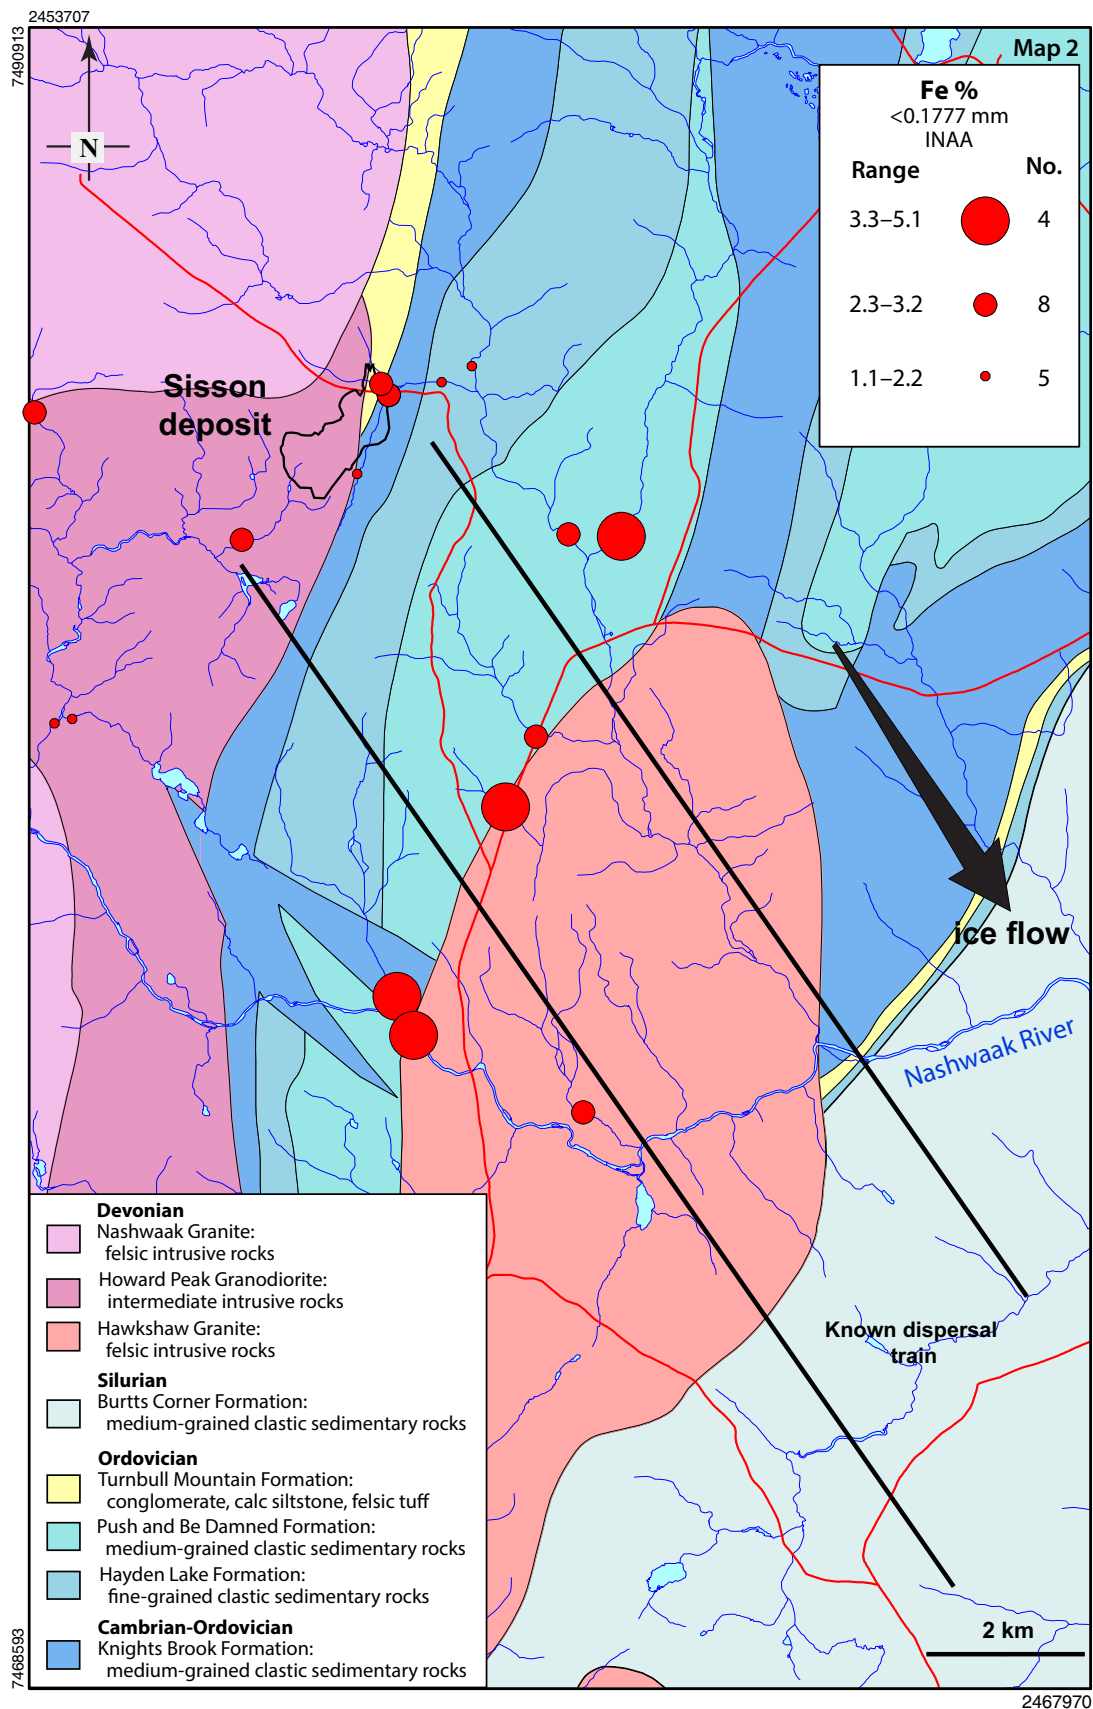 2453707
7490913
Map 2
Fe %
<0.1777 mm
INAA
Range
No.
3.3–5.1
4
2.3–3.2
8
1.1–2.2
5
N
Sisson
deposit
ice flow
Nashwaak River
Known dispersal
train
Devonian
Nashwaak Granite:
felsic intrusive rocks
Howard Peak Granodiorite:
intermediate intrusive rocks
Hawkshaw Granite:
felsic intrusive rocks
Silurian
Burtts Corner Formation:
medium-grained clastic sedimentary rocks
Ordovician
Turnbull Mountain Formation:
conglomerate, calc siltstone, felsic tuff
Push and Be Damned Formation:
medium-grained clastic sedimentary rocks
Hayden Lake Formation:
fine-grained clastic sedimentary rocks
Cambrian-Ordovician
Knights Brook Formation:
medium-grained clastic sedimentary rocks
2 km
7468593
2467970